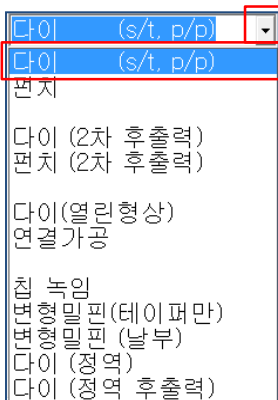 다이 (s/t, p/p)
다이 (s/t, p/p)
펀치
다이 (2차 후출력)
펀치 (2차 후출력)
다이(열린형상)
연결가공
칩 녹임
변형밀핀(테이퍼만)
변형밀핀 (날부)
다이 (정역)
다이 (정역 후출력)